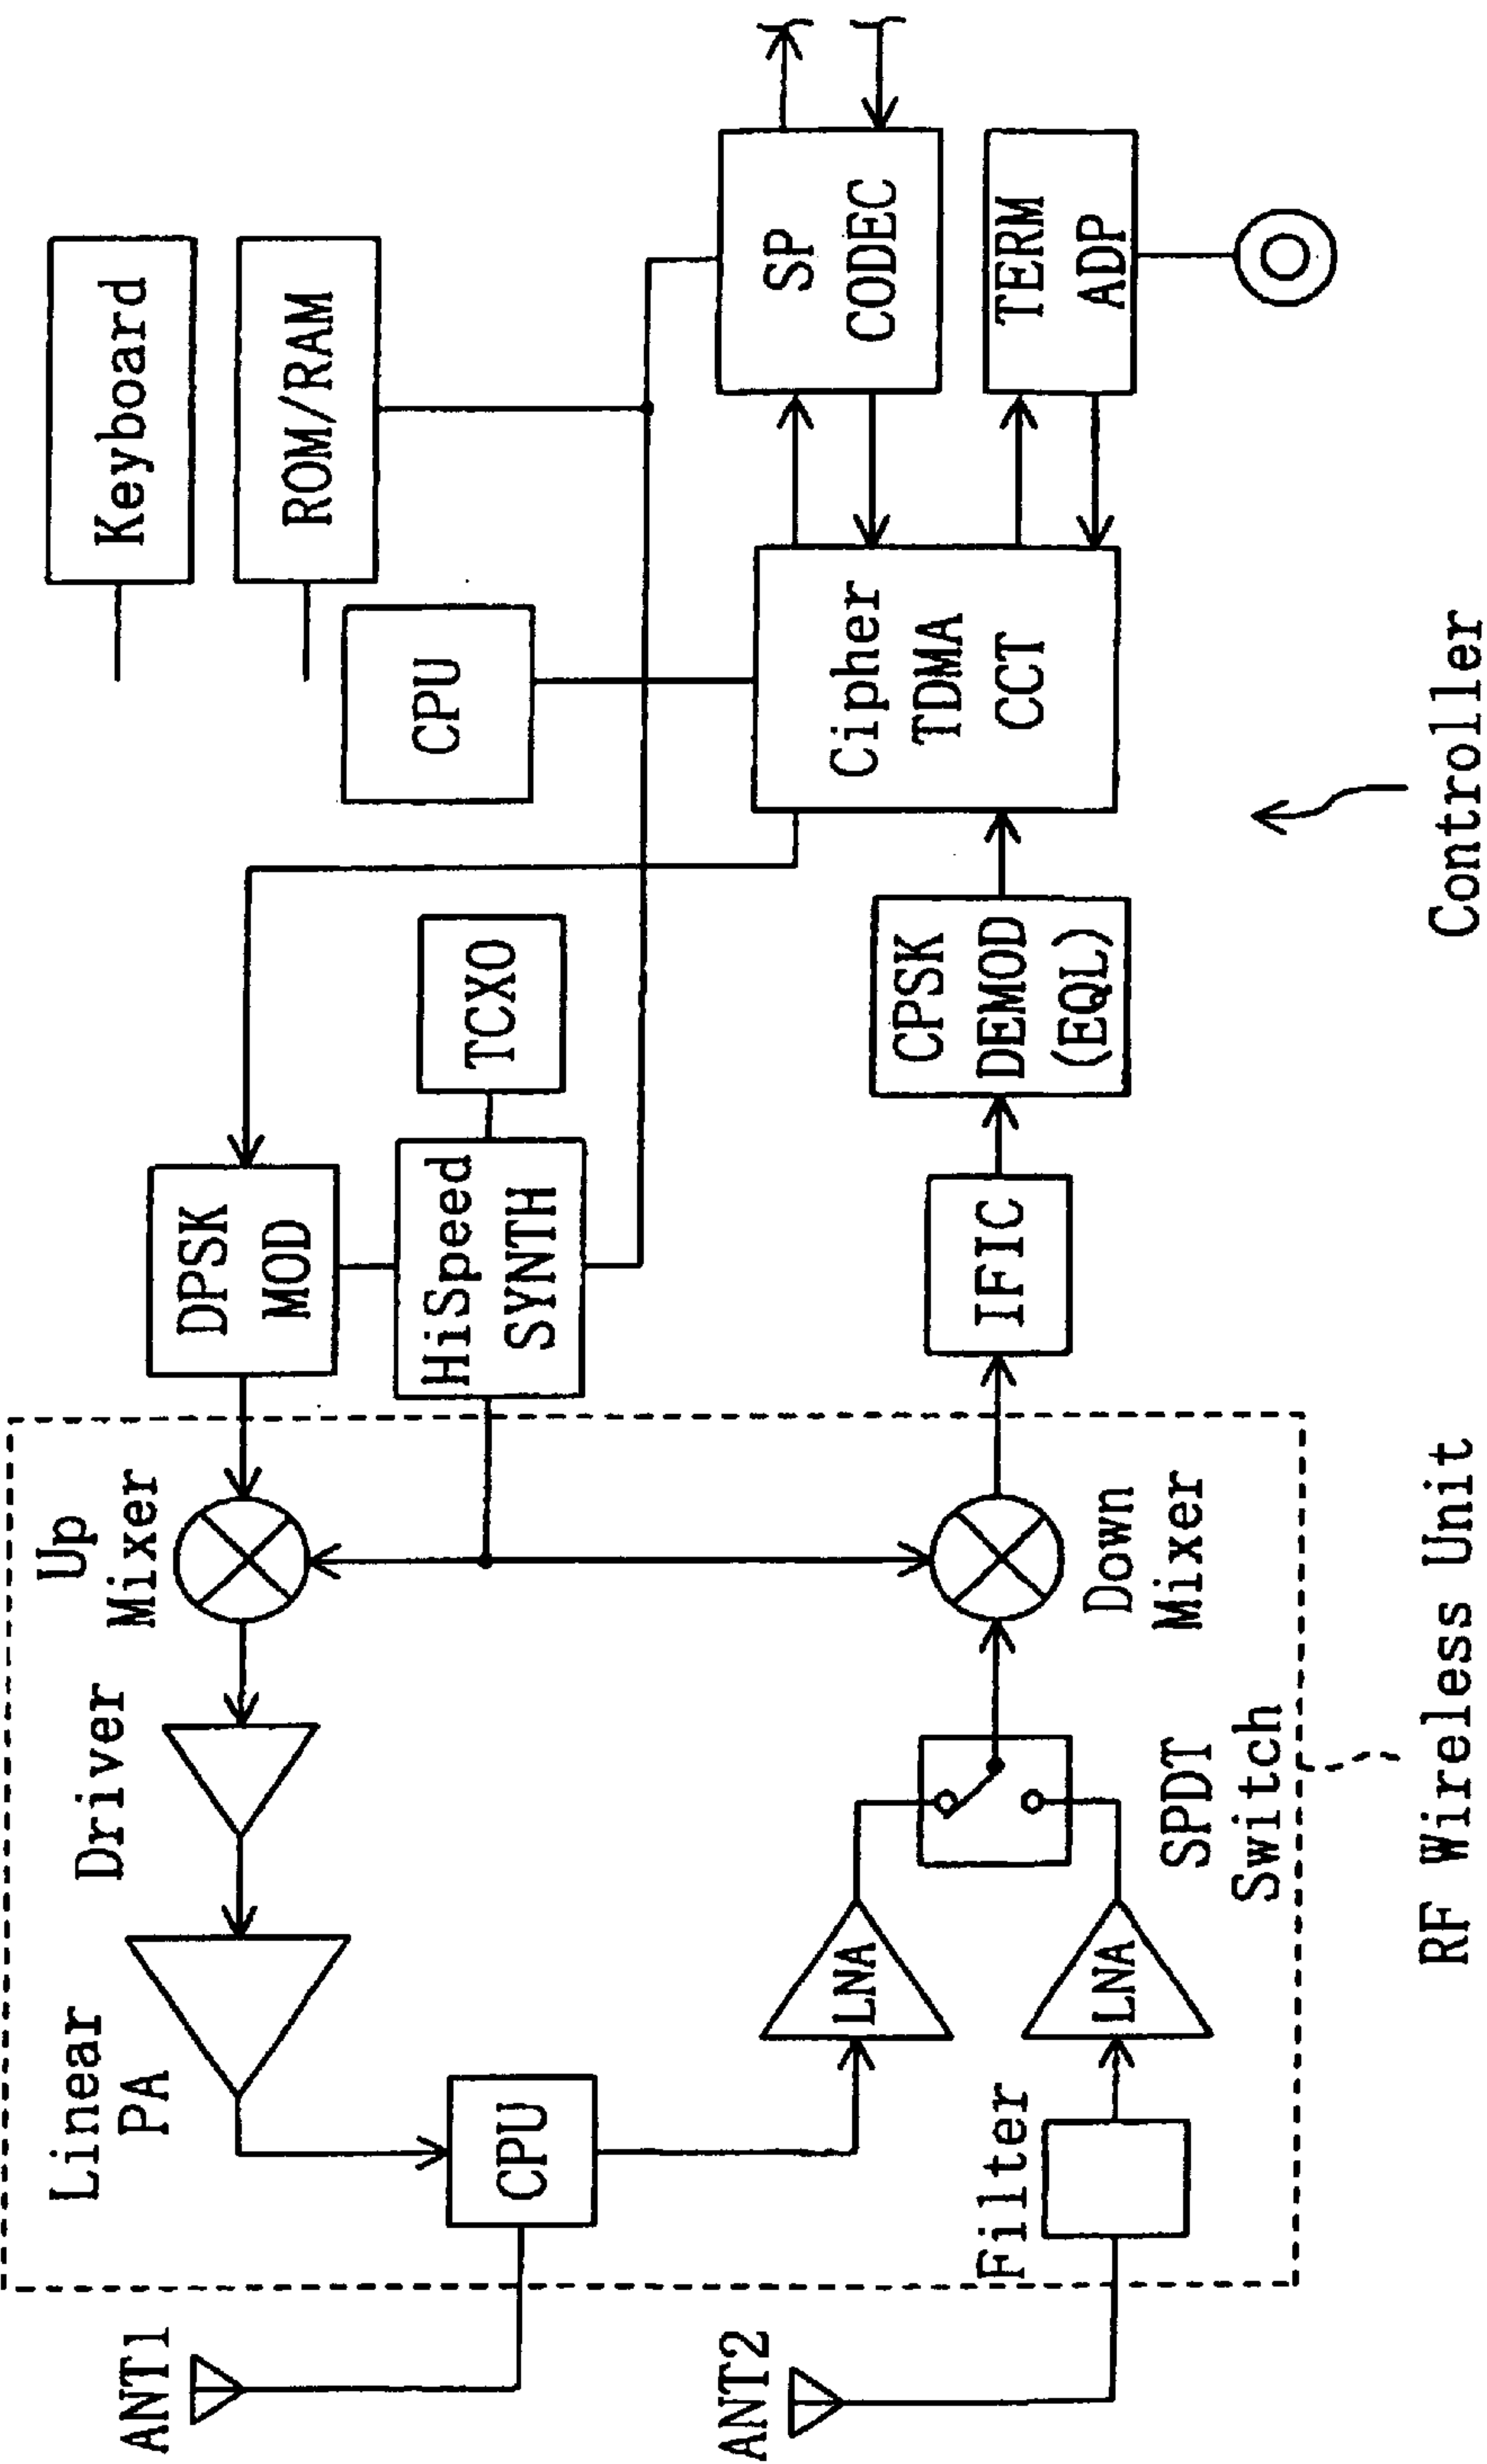 ANT1
ANT2
Linear
PA
CPU
Filter
Driver
LNA
LNA
SPDT
Switch
Up
Mixer
Down
Mixer
RF Wireless Unit
DPSK
MOD
HiSpeed
SYNTH
TCXO
IFIC
CPSK
DEMOD
(EQL)
Controller
CPU
Cipher
TDMA
CCT
Keyboard
ROM/RAM
SP
CODEC
TERM
ADP